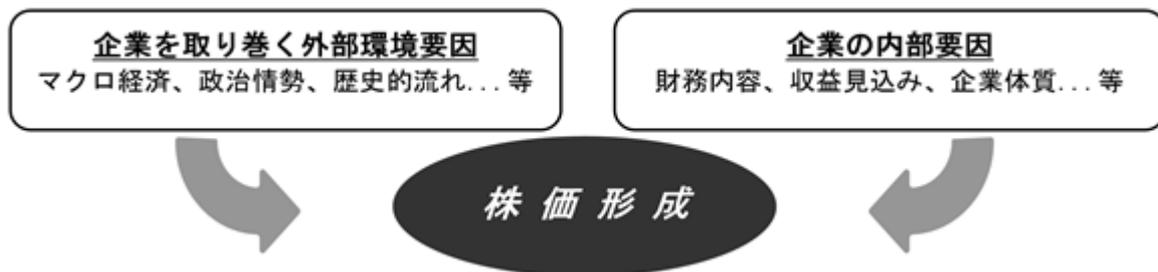 企業を取り巻く外部環境要因
マクロ経済、政治情勢、歴史的流れ...等
企業の内部要因
財務内容、収益見込み、企業体質...等
株価形成